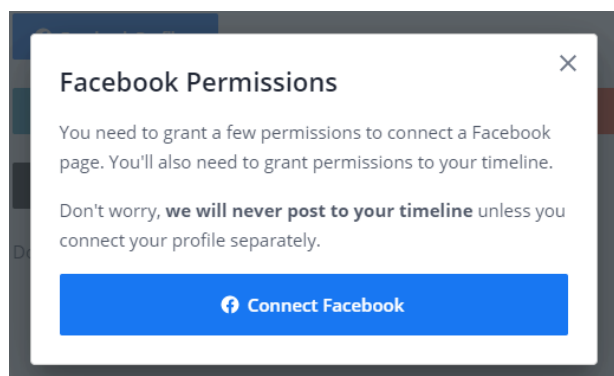 Facebook Permissions
You need to grant a few permissions to connect a Facebook
page. You'll also need to grant permissions to your timeline.
Don't worry, we will never post to your timeline unless you
connect your profile separately.
Connect Facebook